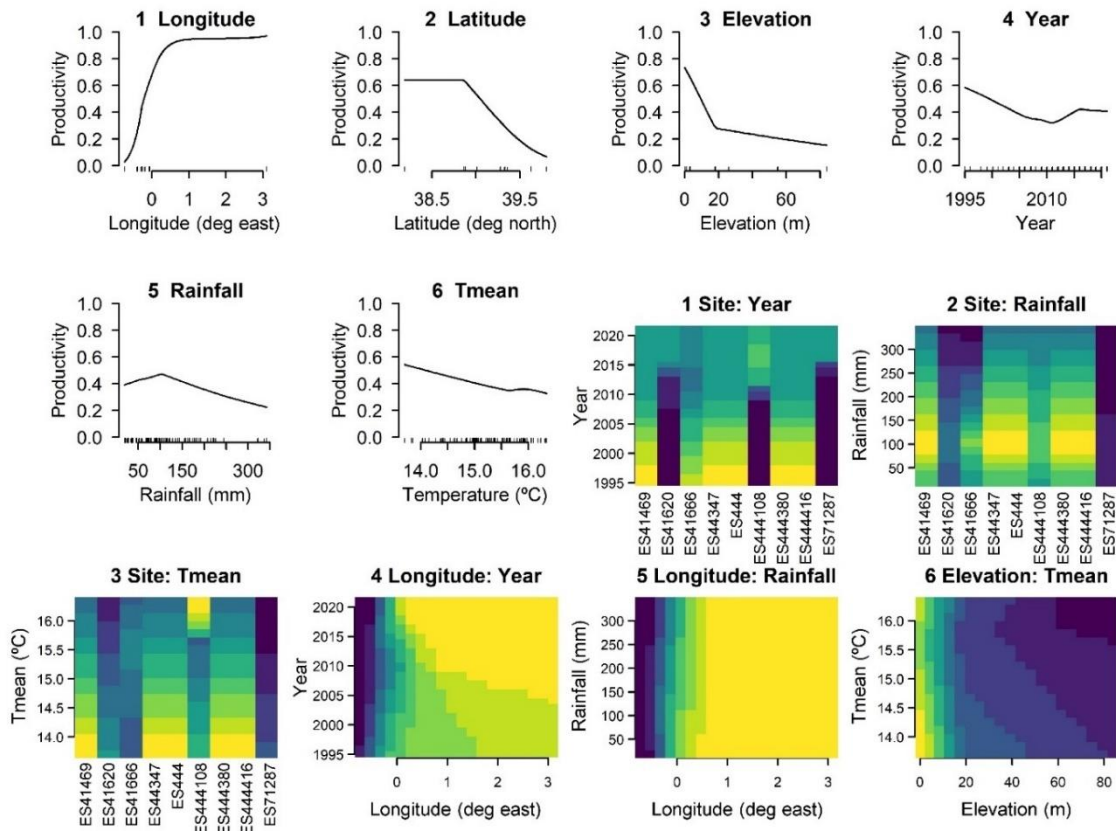 1 Longitude
2 Latitude
3 Elevation
4 Year
Productivity
1.0
0.8
0.6
0.4
0.2
0.0
0 1 2 3
Longitude (deg east)
Productivity
1.0
0.8
0.6
0.4
0.2
0.0
38.5 39.5
Latitude (deg north)
Productivity
1.0
0.8
0.6
0.4
0.2
0.0
0 20 60
Elevation (m)
Productivity
1.0
0.8
0.6
0.4
0.2
0.0
1995 2010
Year
5 Rainfall
6 Tmean
1 Site: Year
2 Site: Rainfall
Productivity
1.0
0.8
0.6
0.4
0.2
0.0
50 150 300
Rainfall (mm)
Productivity
1.0
0.8
0.6
0.4
0.2
0.0
14.0 15.0 16.0
Temperature (ºC)
Year
2020
2015
2010
2005
2000
1995
ES41469
ES41620
ES41666
ES44347
ES444
ES444108
ES444380
ES444416
ES71287
Rainfall (mm)
300
250
200
150
100
50
ES41469
ES41620
ES41666
ES44347
ES444
ES444108
ES444380
ES444416
ES71287
3 Site: Tmean
4 Longitude: Year
5 Longitude: Rainfall
6 Elevation: Tmean
Tmean (ºC)
16.0
15.5
15.0
14.5
14.0
ES41469
ES41620
ES41666
ES44347
ES444
ES444108
ES444380
ES444416
ES71287
Year
2020
2015
2010
2005
2000
1995
0 1 2 3
Longitude (deg east)
Rainfall (mm)
300
250
200
150
100
50
0 1 2 3
Longitude (deg east)
Tmean (ºC)
16.0
15.5
15.0
14.5
14.0
0 20 40 60 80
Elevation (m)